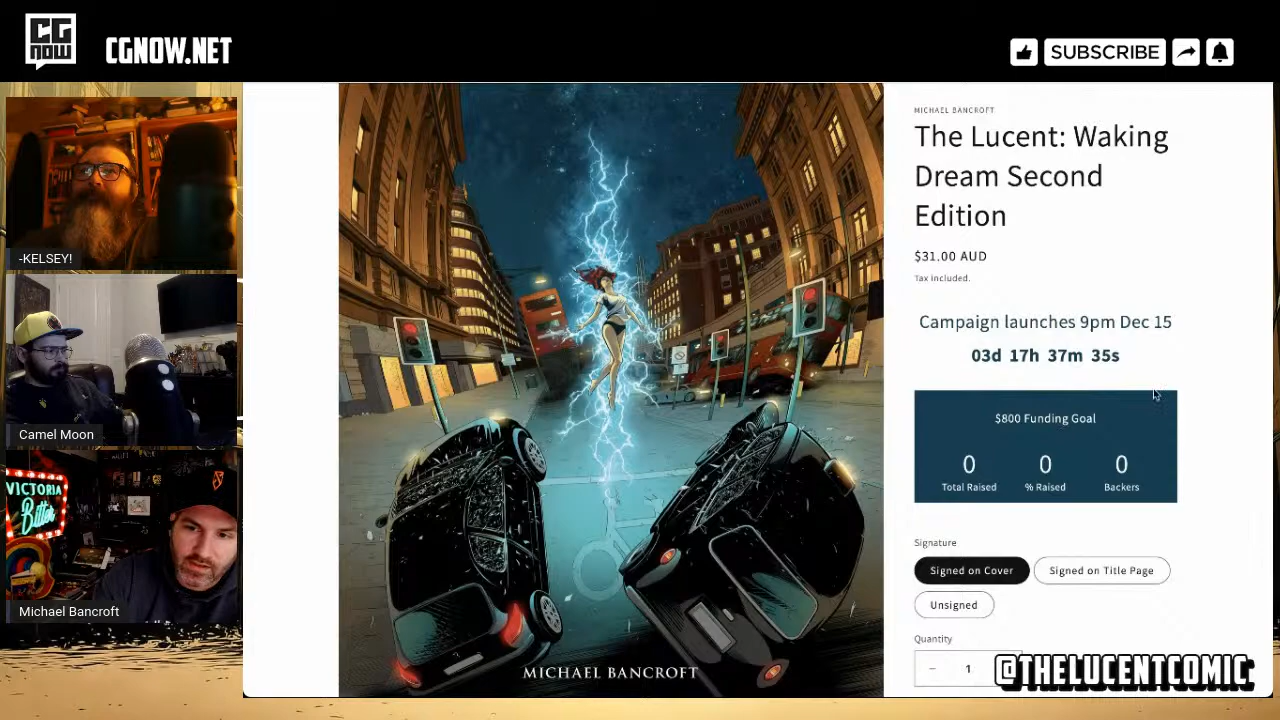 CG
NOW
CGNOW.NET
SUBSCRIBE
-KELSEY!
Camel Moon
VICTORIA
Bitter
Michael Bancroft
MICHAEL BANCROFT
MICHAEL BANCROFT
The Lucent: Waking
Dream Second
Edition
$31.00 AUD
Tax included.
Campaign launches 9pm Dec 15
03d 17h 37m 35s
$800 Funding Goal
0 0 0
Total Raised % Raised Backers
Signature
Signed on Cover Signed on Title Page
Unsigned
Quantity
− 1
@THELUCENTCOMIC